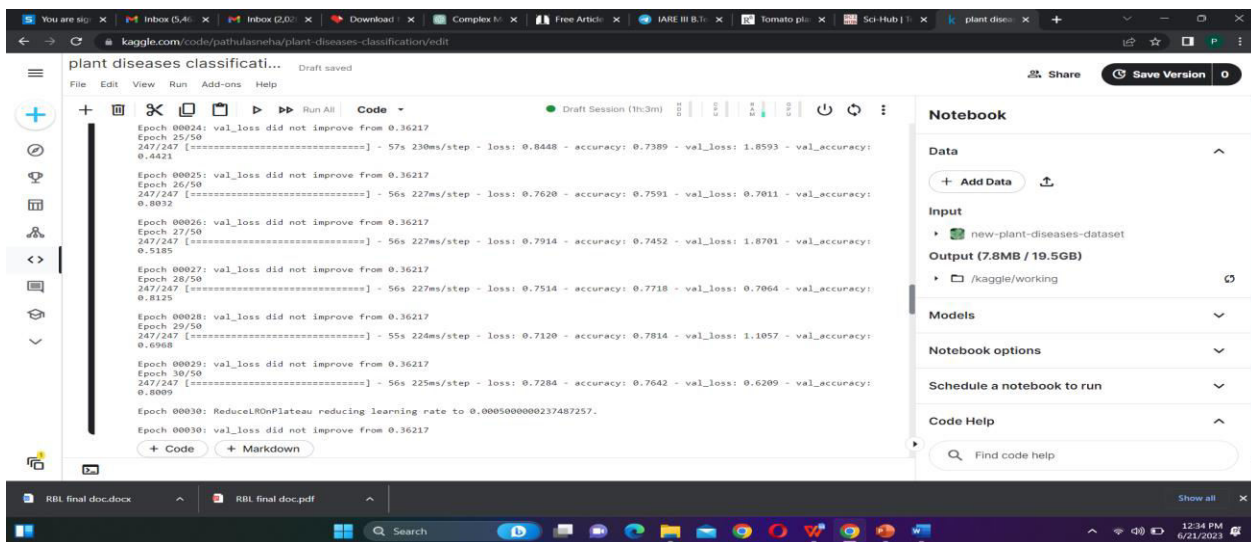 You are sig
Inbox (5,46
Inbox (2,02
Download
Complex
Free Article
IARE III B.T
Tomato pla
Sci-Hub
plant diseas
kaggle.com/code/pathulasneha/plant-diseases-classification/edit
plant diseases classificati...
Draft saved
Share
Save Version 0
File Edit View Run Add-ons Help
Run All Code
Draft Session (1h:3m)
HDD
CPU
RAM
GPU
Epoch 00024: val_loss did not improve from 0.36217
Epoch 25/50
247/247 [==============================] - 57s 230ms/step - loss: 0.8448 - accuracy: 0.7389 - val_loss: 1.8593 - val_accuracy:
0.4421
Epoch 00025: val_loss did not improve from 0.36217
Epoch 26/50
247/247 [==============================] - 56s 227ms/step - loss: 0.7620 - accuracy: 0.7591 - val_loss: 0.7011 - val_accuracy:
0.8032
Epoch 00026: val_loss did not improve from 0.36217
Epoch 27/50
247/247 [==============================] - 56s 227ms/step - loss: 0.7914 - accuracy: 0.7452 - val_loss: 1.8701 - val_accuracy:
0.5185
Epoch 00027: val_loss did not improve from 0.36217
Epoch 28/50
247/247 [==============================] - 56s 227ms/step - loss: 0.7514 - accuracy: 0.7718 - val_loss: 0.7064 - val_accuracy:
0.8125
Epoch 00028: val_loss did not improve from 0.36217
Epoch 29/50
247/247 [==============================] - 55s 224ms/step - loss: 0.7120 - accuracy: 0.7814 - val_loss: 1.1057 - val_accuracy:
0.6968
Epoch 00029: val_loss did not improve from 0.36217
Epoch 30/50
247/247 [==============================] - 56s 225ms/step - loss: 0.7284 - accuracy: 0.7642 - val_loss: 0.6209 - val_accuracy:
0.8009
Epoch 00030: ReduceLROnPlateau reducing learning rate to 0.0005000000237487257.
Epoch 00030: val_loss did not improve from 0.36217
+ Code + Markdown
Notebook
Data
+ Add Data
Input
new-plant-diseases-dataset
Output (7.8MB / 19.5GB)
/kaggle/working
Models
Notebook options
Schedule a notebook to run
Code Help
Find code help
RBL final doc.docx
RBL final doc.pdf
Show all
Search
12:34 PM
6/21/2023